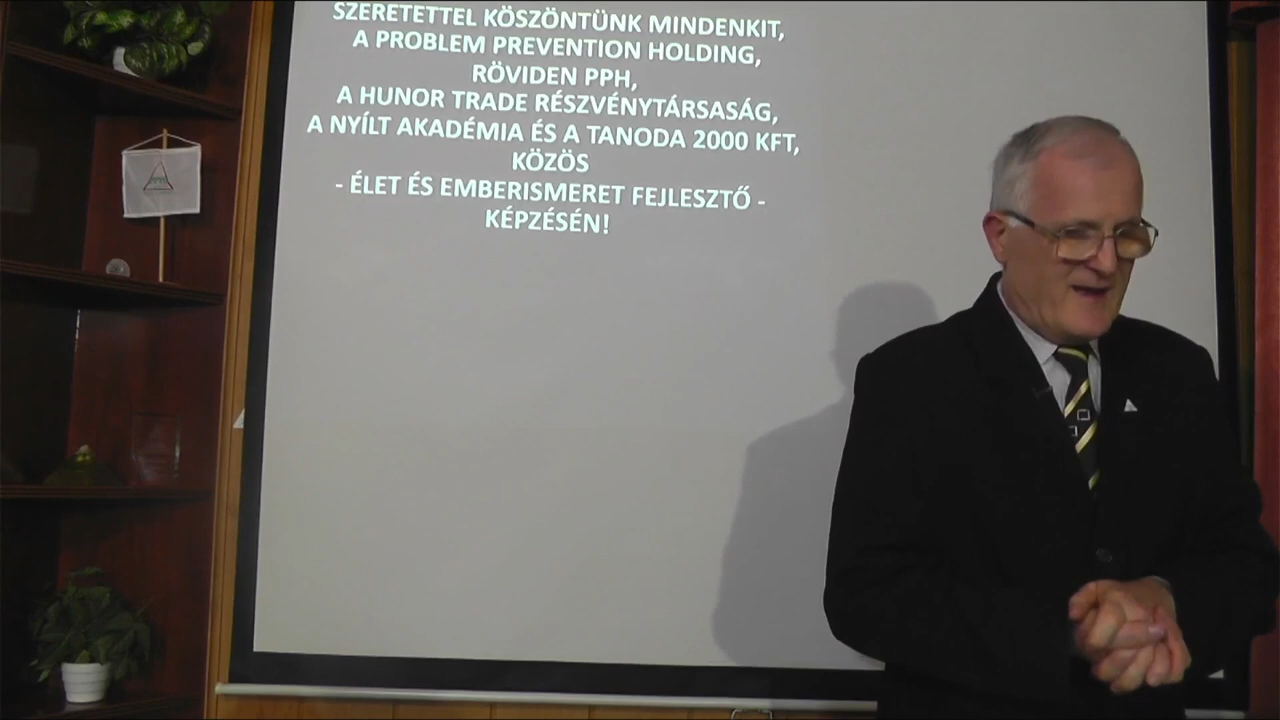 SZERETETTEL KÖSZÖNTÜNK MINDENKIT,
A PROBLEM PREVENTION HOLDING,
RÖVIDEN PPH,
A HUNOR TRADE RÉSZVÉNYTÁRSASÁG,
A NYÍLT AKADÉMIA ÉS A TANODA 2000 KFT,
KÖZÖS
- ÉLET ÉS EMBERISMERET FEJLESZTŐ -
KÉPZÉSÉN!